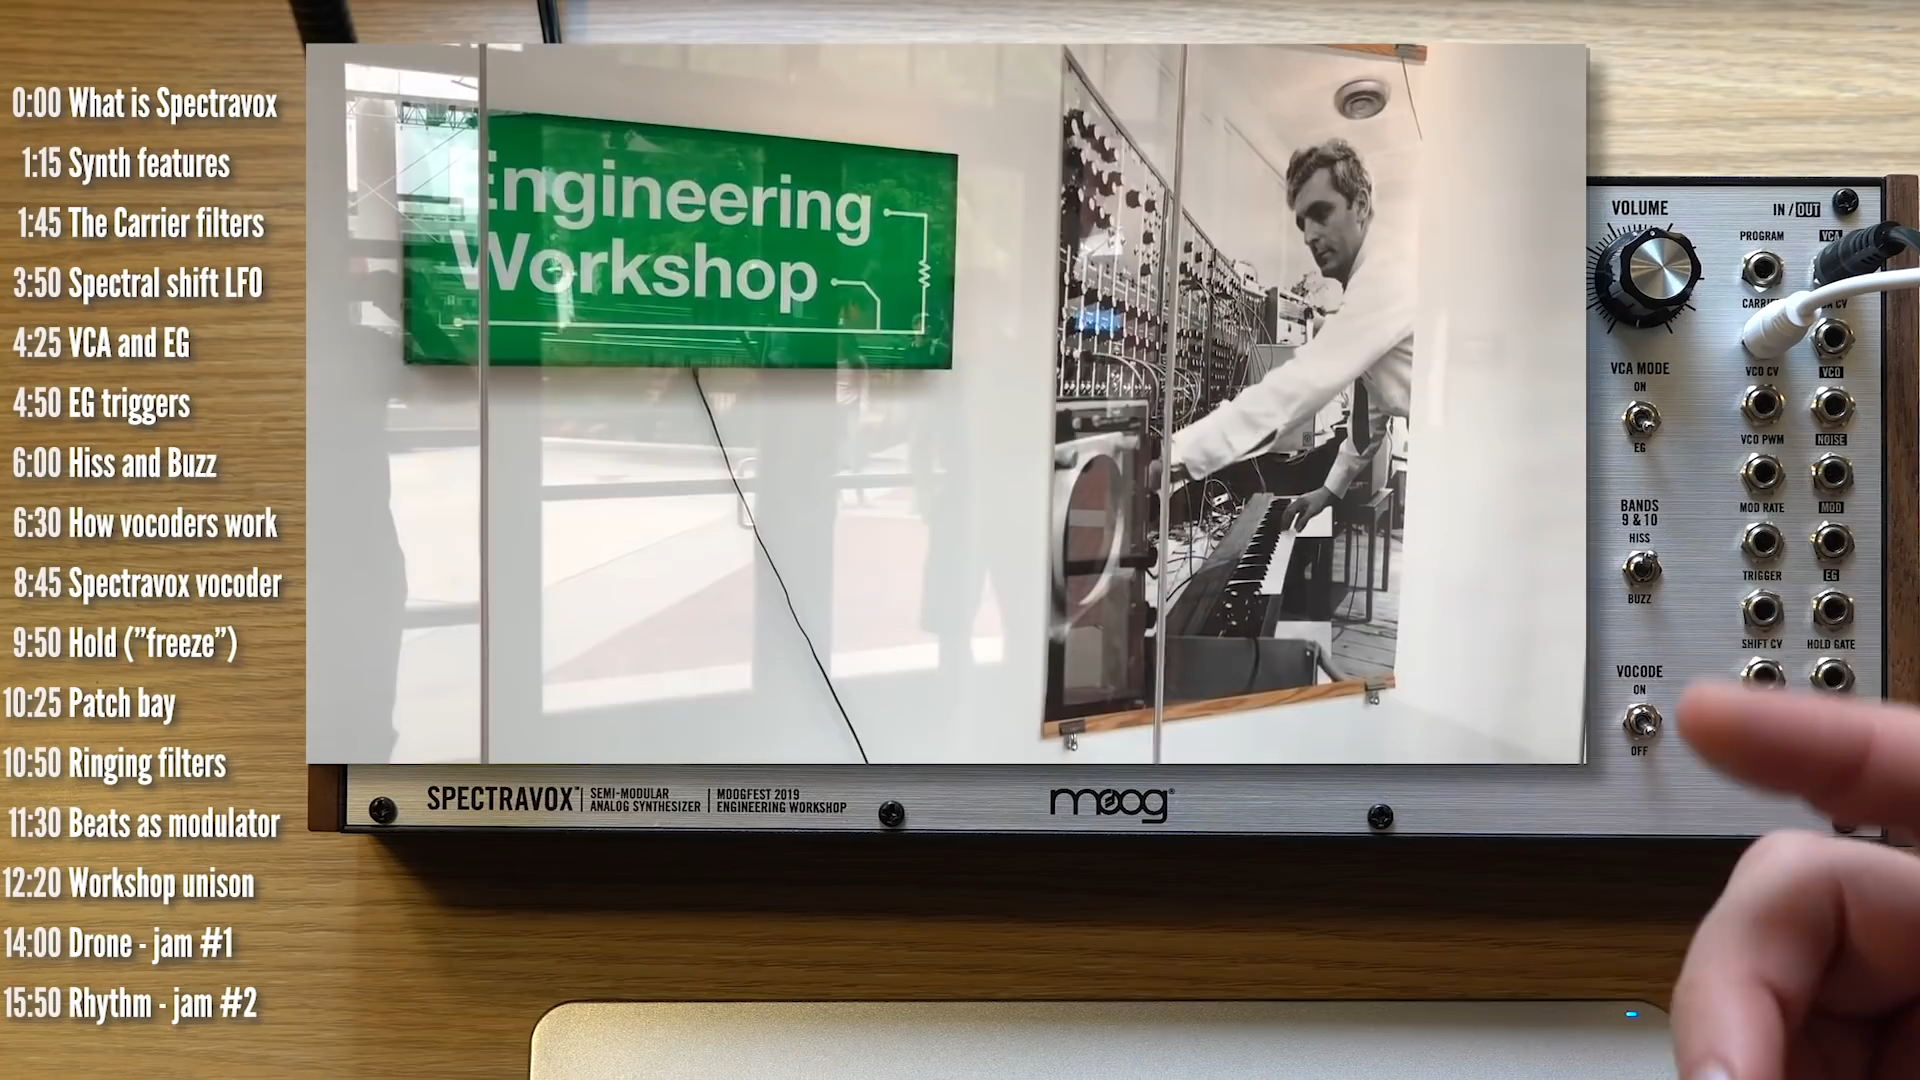 0:00 What is Spectravox
1:15 Synth features
1:45 The Carrier filters
3:50 Spectral shift LFO
4:25 VCA and EG
4:50 EG triggers
6:00 Hiss and Buzz
6:30 How vocoders work
8:45 Spectravox vocoder
9:50 Hold ("freeze")
10:25 Patch bay
10:50 Ringing filters
11:30 Beats as modulator
12:20 Workshop unison
14:00 Drone - jam #1
15:50 Rhythm - jam #2
Engineering
Workshop
VOLUME
IN / OUT
PROGRAM
VCA
VCA MODE
ON
EG
VCO CV
VCO
VCO PWM
NOISE
BANDS
9 & 10
HISS
BUZZ
MOD RATE
MOD
TRIGGER
EG
SHIFT CV
HOLD GATE
VOCODE
ON
OFF
SPECTRAVOX™
SEMI-MODULAR
ANALOG SYNTHESIZER
MOOGFEST 2019
ENGINEERING WORKSHOP
moog®